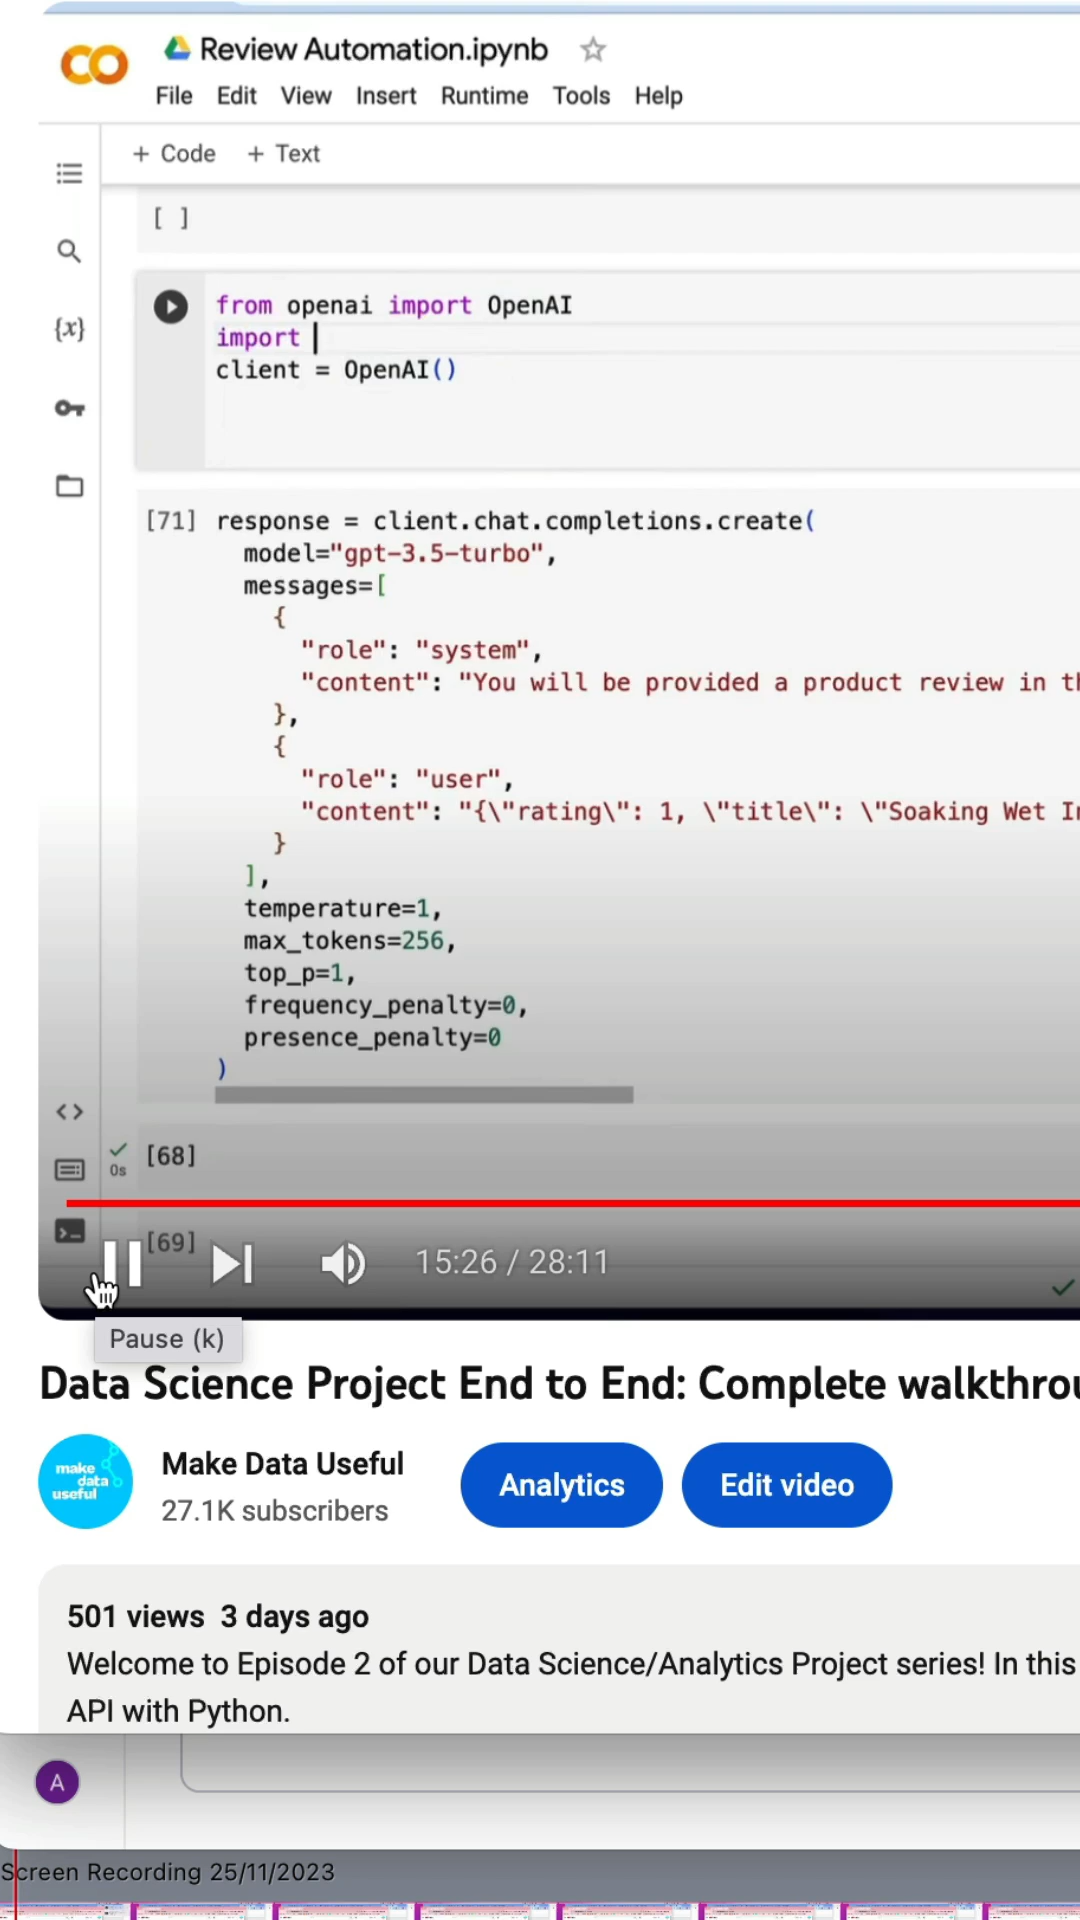 Review Automation.ipynb
File Edit View Insert Runtime Tools Help
+ Code + Text
[ ]
{x}
from openai import OpenAI
import
client = OpenAI()
[71] response = client.chat.completions.create(
model="gpt-3.5-turbo",
messages=[
{
"role": "system",
"content": "You will be provided a product review in
},
{
"role": "user",
"content": "{\"rating\": 1, \"title\": \"Soaking Wet
}
],
temperature=1,
max_tokens=256,
top_p=1,
frequency_penalty=0,
presence_penalty=0
)
0s [68]
[69]
15:26 / 28:11
Pause (k)
Data Science Project End to End: Complete
make data useful
Make Data Useful
27.1K subscribers
Analytics
Edit video
501 views 3 days ago
Welcome to Episode 2 of our Data Science/Analytics Project series! In this
API with Python.
A
Screen Recording 25/11/2023